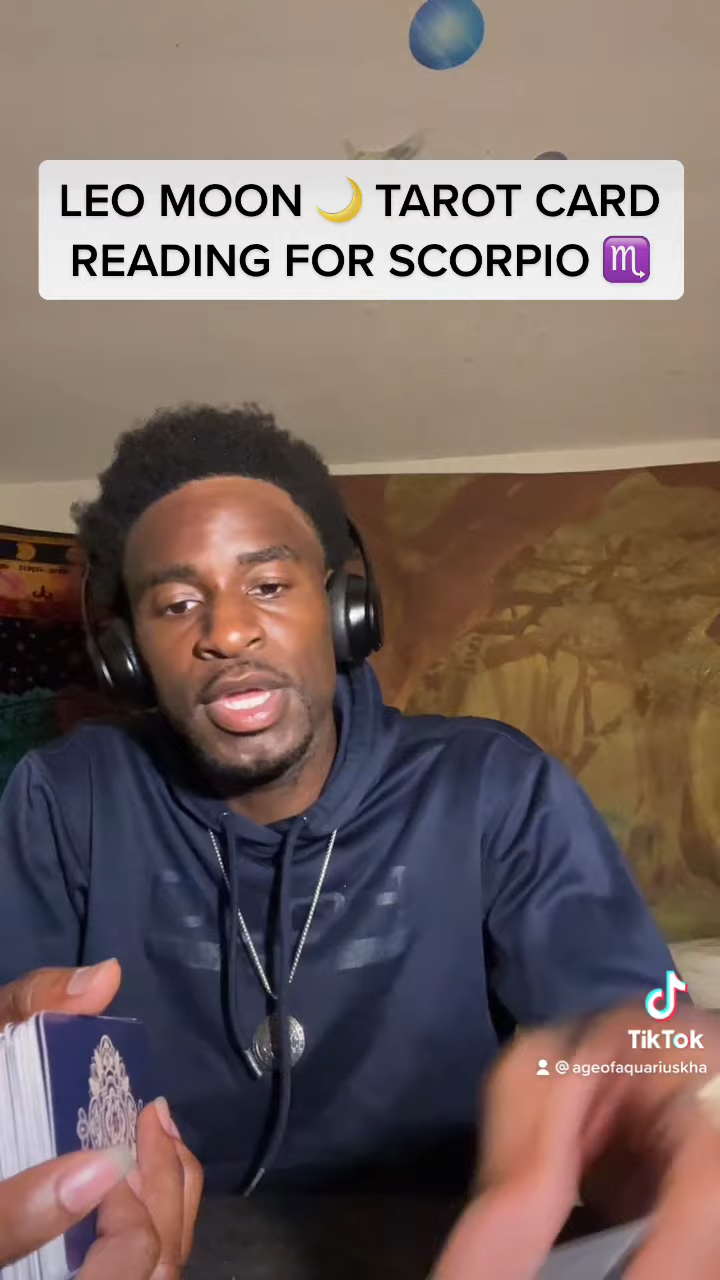 LEO MOON 🌙 TAROT CARD
READING FOR SCORPIO ♏
TikTok
@ageofaquariuskha